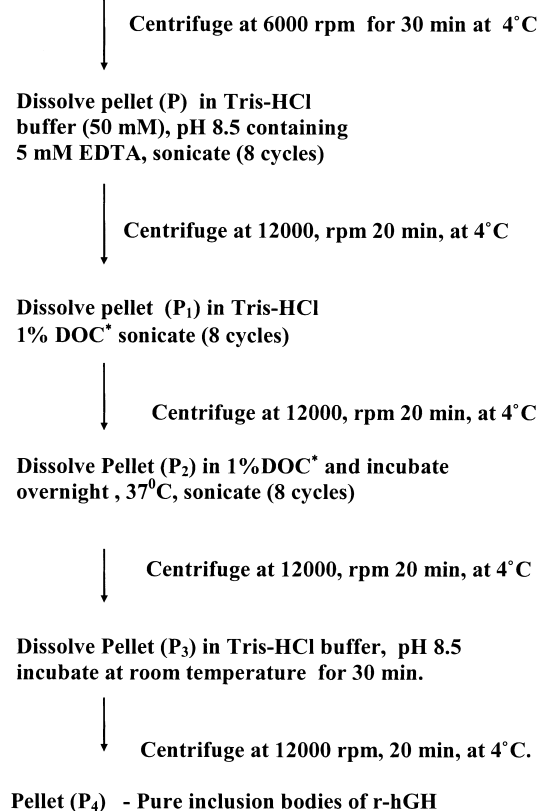 Centrifuge at 6000 rpm for 30 min at 4°C
Dissolve pellet (P) in Tris-HCl
buffer (50 mM), pH 8.5 containing
5 mM EDTA, sonicate (8 cycles)
Centrifuge at 12000, rpm 20 min, at 4°C
Dissolve pellet (P₁) in Tris-HCl
1% DOC* sonicate (8 cycles)
Centrifuge at 12000, rpm 20 min, at 4°C
Dissolve Pellet (P₂) in 1%DOC* and incubate
overnight , 37⁰C, sonicate (8 cycles)
Centrifuge at 12000, rpm 20 min, at 4°C
Dissolve Pellet (P₃) in Tris-HCl buffer, pH 8.5
incubate at room temperature for 30 min.
Centrifuge at 12000 rpm, 20 min, at 4°C.
Pellet (P₄) - Pure inclusion bodies of r-hGH